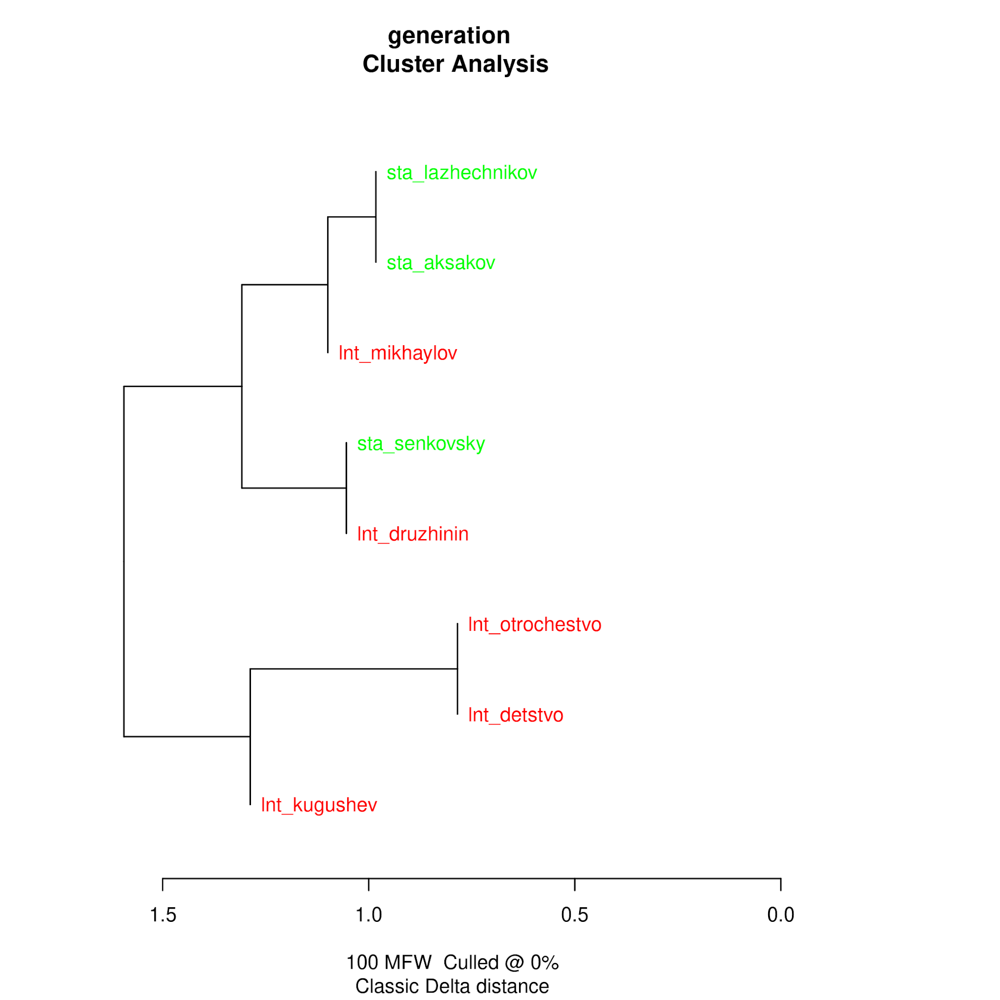 generation
Cluster Analysis
sta_lazhechnikov
sta_aksakov
lnt_mikhaylov
sta_senkovsky
lnt_druzhinin
lnt_otrochestvo
lnt_detstvo
lnt_kugushev
1.5 1.0 0.5 0.0
100 MFW  Culled @ 0%
Classic Delta distance